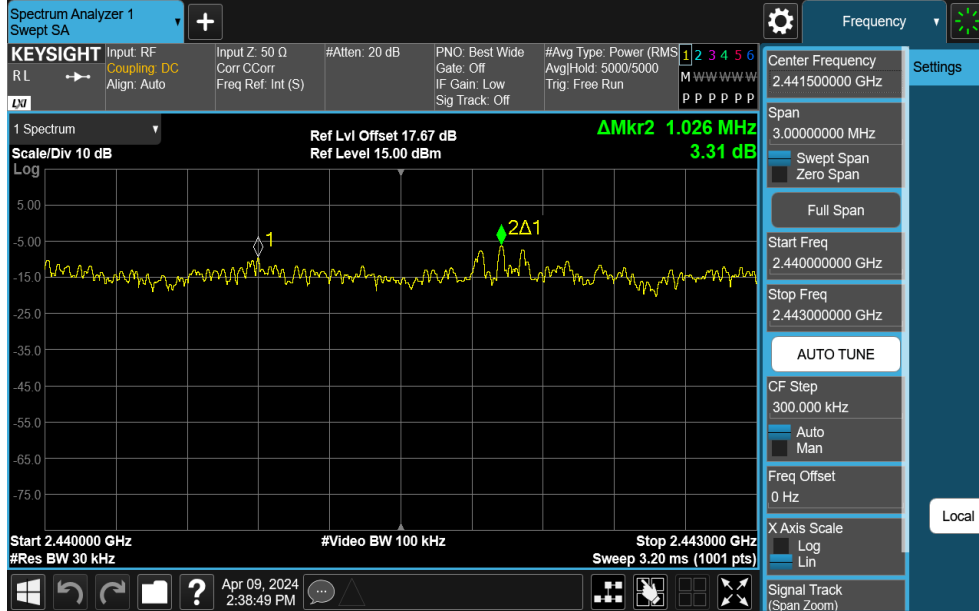 Spectrum Analyzer 1
Swept SA
+
Frequency
KEYSIGHT
RL
LXI
Input: RF
Coupling: DC
Align: Auto
Input Z: 50 Ω
Corr CCorr
Freq Ref: Int (S)
#Atten: 20 dB
PNO: Best Wide
Gate: Off
IF Gain: Low
Sig Track: Off
#Avg Type: Power (RMS
Avg|Hold: 5000/5000
Trig: Free Run
1 2 3 4 5 6
M W W W W W
P P P P P P
1 Spectrum
Scale/Div 10 dB
Log
Ref Lvl Offset 17.67 dB
Ref Level 15.00 dBm
ΔMkr2 1.026 MHz
3.31 dB
5.00
-5.00
-15.0
-25.0
-35.0
-45.0
-55.0
-65.0
-75.0
1
2Δ1
Start 2.440000 GHz
#Res BW 30 kHz
#Video BW 100 kHz
Stop 2.443000 GHz
Sweep 3.20 ms (1001 pts)
?
Apr 09, 2024
2:38:49 PM
Center Frequency
2.441500000 GHz
Span
3.00000000 MHz
Swept Span
Zero Span
Full Span
Start Freq
2.440000000 GHz
Stop Freq
2.443000000 GHz
AUTO TUNE
CF Step
300.000 kHz
Auto
Man
Freq Offset
0 Hz
X Axis Scale
Log
Lin
Signal Track
(Span Zoom)
Settings
Local